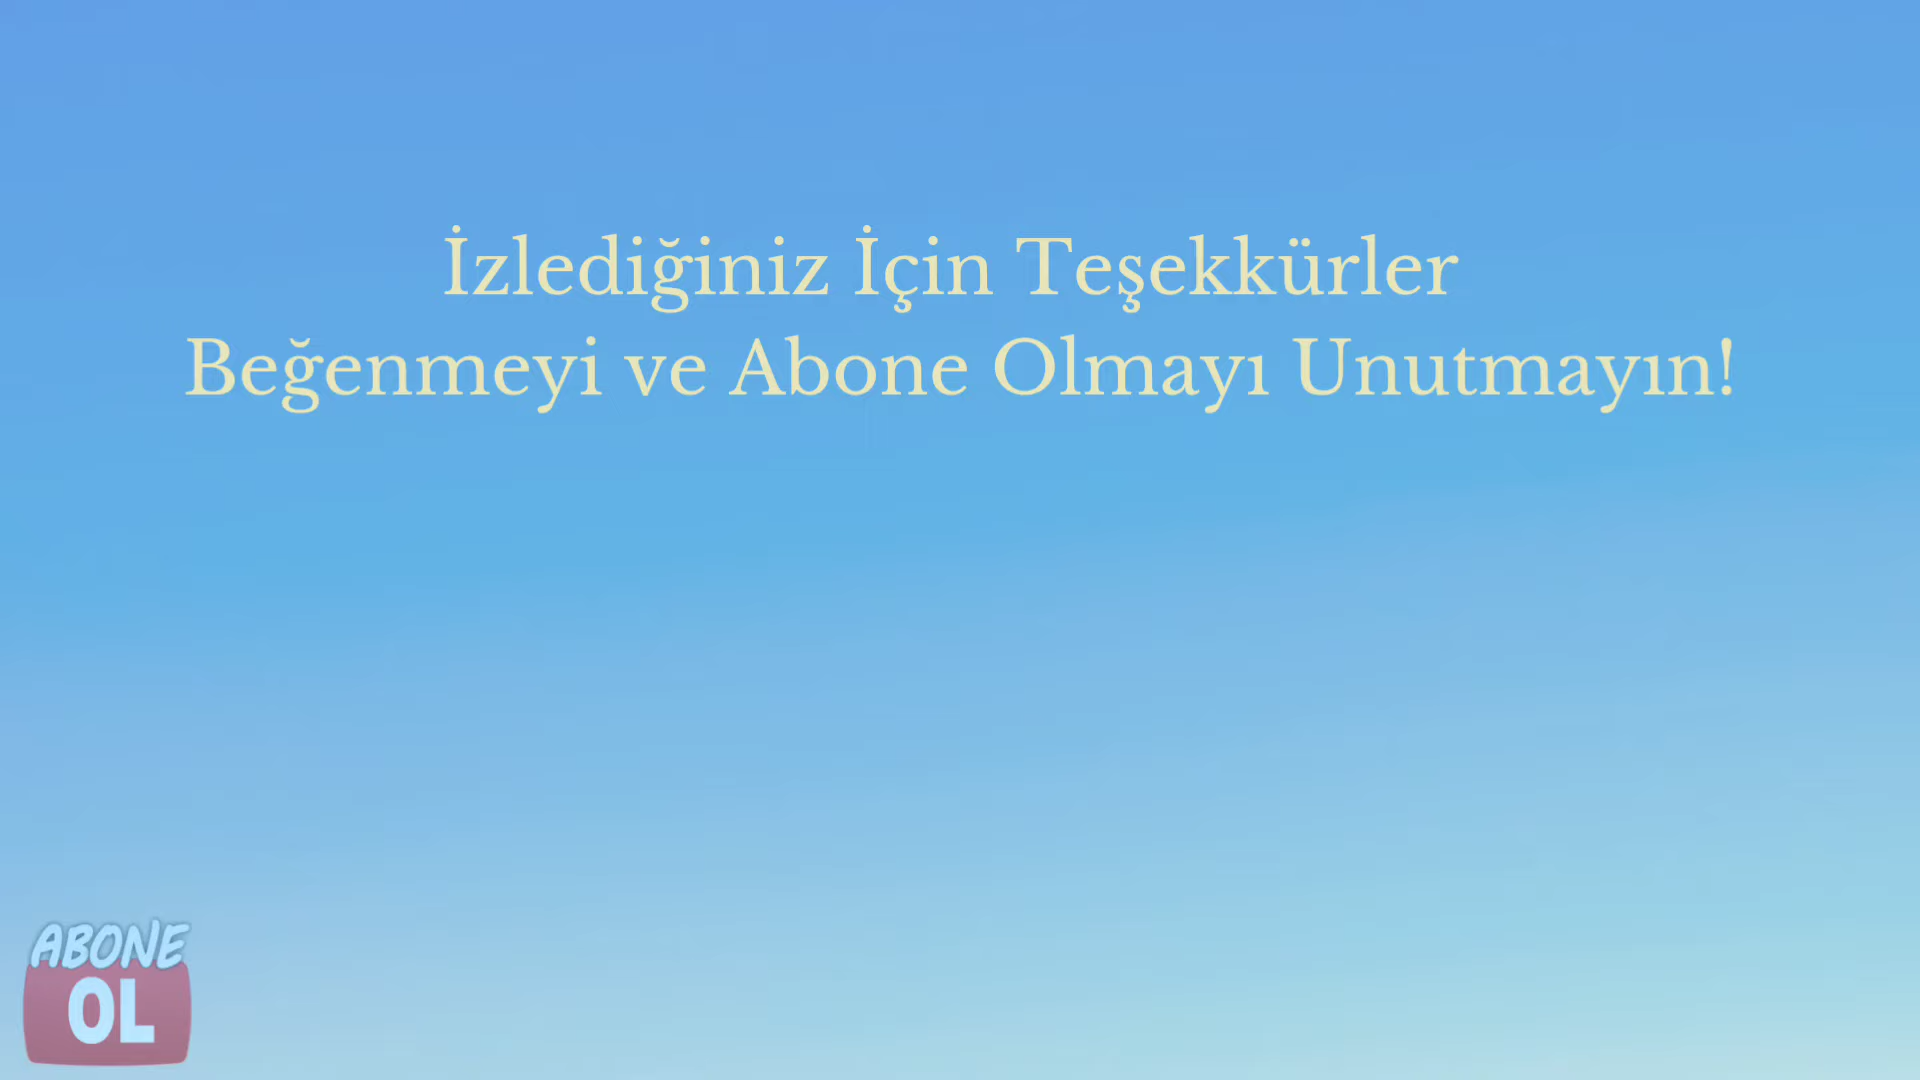 İzlediğiniz İçin Teşekkürler
Beğenmeyi ve Abone Olmayı Unutmayın!
ABONE
OL